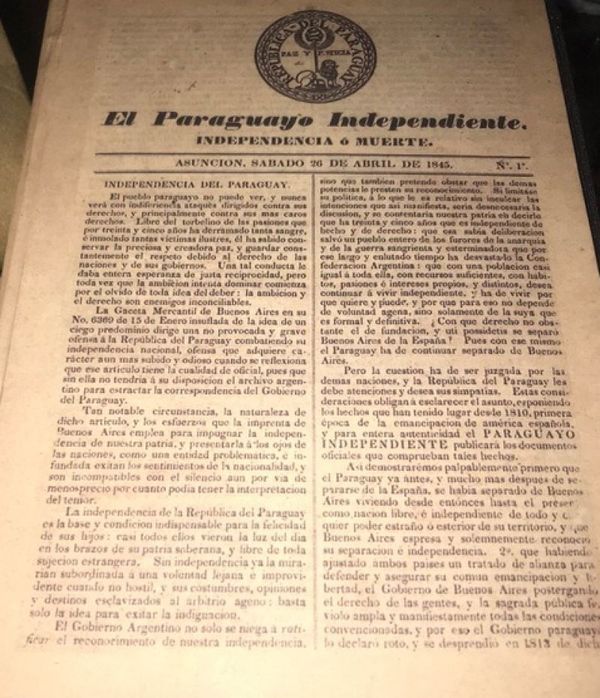 REPUBLICA DEL PARAGUAY
PAZ Y JUSTICIA
El Paraguayo Independiente.
INDEPENDENCIA ó MUERTE.
ASUNCION, SABADO 26 DE ABRIL DE 1845. Nº. 1º.
INDEPENDENCIA DEL PARAGUAY.
El pueblo paraguayo no puede ver, y nunca
verá con indiferencia ataques dirigidos contra sus
derechos, y principalmente contra sus mas caros
derechos. Libre del torbelino de las pasiones que
por treinta y cinco años ha derramado tanta sangre,
é inmolado tantas victimas ilustres, él ha sabido con-
servar la preciosa y creadora paz, y guardar cons-
tantemente el respeto debido al derecho de las
naciones y de sus gobiernos. Una tal conducta le
daba entera esperanza de justa reciprocidad, pero
toda vez que la ambicion intenta dominar comienza
por el olvido de toda idea del deber: la ambicion y
el derecho son enemigos inconciliables.
La Gaceta Mercantil de Buenos Aires en su
No. 6369 de 15 de Enero insuflada de la idea de un
ciego predominio dirige una no provocada y grave
ofensa á la República del Paraguay combatiendo su
independencia nacional, ofensa que adquiere ca-
rácter aun mas subido y odioso cuando se reflexiona
que ese articulo tiene la cualidad de oficial, pues que
sin ella no tendria á su disposicion el archivo argen-
tino para estractar la correspondencia del Gobierno
del Paraguay.
Tan notable circunstancia, la naturaleza de
dicho articulo, y los esfuerzos que la imprenta de
Buenos Aires emplea para impugnar la indepen-
dencia de nuestra patria, y presentarla á los ojos de
las naciones, como una entidad problematica, é in-
fundada exitan los sentimientos de la nacionalidad, y
son incompatibles con el silencio aun por via de
menosprecio por cuanto podia tener la interpretacion
del temor.
La independencia de la República del Paraguay
es la base y condicion indispensable para la felicidad
de sus hijos: casi todos ellos vieron la luz del dia
en los brazos de su patria soberana, y libre de toda
sujecion estrangera. Sin independencia ya la mira-
rian subordinada a una voluntad lejana é improvi-
dente cuando no hostil, y sus costumbres, opiniones
y destinos esclavizados al arbitrio ageno: basta
solo la idea para exitar la indignacion.
El Gobierno Argentino no solo se niega á rati-
ficar el reconorimiento de nuestra independencia,
sino que tambien pretende obstar que las demas
potencias le presten su reconocimiento. Si limitase
su politica, á lo que le es relativo sin inculcar las
intenciones que asi manifiesta, seria desnecesaria la
discusion, y se contentaria nuestra patria en decirlo
que ha treinta y cinco años que es independiente de
hecho y de derecho: que esa sabia deliberacion
salvó un pueblo entero de los furores de la anarquia
y de la guerra sangrienta y exterminadora que por
ese largo y enlutado tiempo ha devastado la Con-
federacion Argentina: que con una poblacion casi
igual á toda ella, con recursos suficientes, con habi-
tos, pasiones é intereses propios, y distintos, desea
continuar á vivir independiente, y ha de vivir por
que quiere y puede, y por que para eso no depende
de voluntad agena, sino solamente de la suya que
es formal y definitiva. ¿Con que derecho no obs-
tante el de fundacion, y uti possidetis se separó
Buenos Aires de la España? Pues con ese mismo
el Paraguay ha de continuar separado de Buenos
Aires.
Pero la cuestion ha de ser juzgada por las
demas naciones, y la República del Paraguay les
debe atenciones y desea sus simpatias. Estas consi-
deraciones obligan á esclarecer el asunto, esponiendo
los hechos que han tenido lugar desde 1810, primera
época de la emancipacion de américa española,
y para entera autenticidad el PARAGUAYO
INDEPENDIENTE publicará los documentos
oficiales que comprueban tales hechos.
Asi demostrarémos palpablemente primero que
el Paraguay ya antes, y mucho mas despues de se-
pararse de la España, se habia separado de Buenos
Aires viviendo desde entónces hasta el
como nacion libre, é independiente de todo y
quier poder estraño ó esterior de su territorio, y que
Buenos Aires espresa y solemnemente reconocio
su separacion é independencia. 2º. que habiendo
ajustado ambos paises un tratado de alianza para
defender y asegurar su comun emancipacion y li-
bertad, el Gobierno de Buenos Aires postergando
el derecho de las gentes, y la sagrada pública fé,
violo amplia y manifiestamente todas las condiciones
convencionadas, y por eso el Gobierno paraguayo
lo declaró roto, y se desprendió en 1813 de